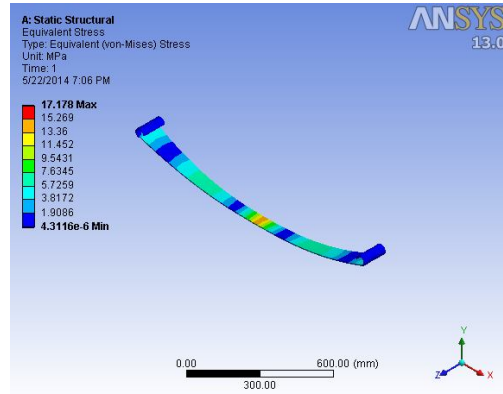 A: Static Structural
Equivalent Stress
Type: Equivalent (von-Mises) Stress
Unit: MPa
Time: 1
5/22/2014 7:06 PM
17.178 Max
15.269
13.36
11.452
9.5431
7.6345
5.7259
3.8172
1.9086
4.3116e-6 Min
ANSYS
13.0
0.00 600.00 (mm)
300.00
Y
Z X